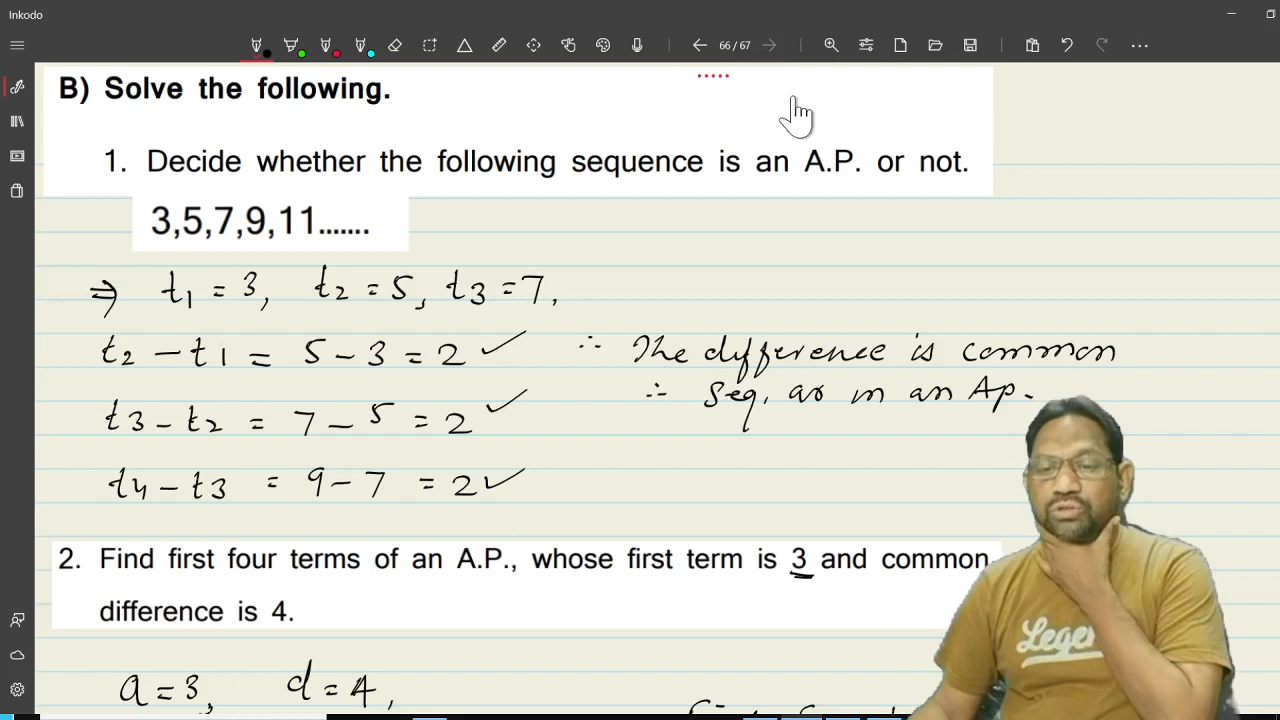 Inkodo
66 / 67
B) Solve the following.
1. Decide whether the following sequence is an A.P. or not.
3,5,7,9,11.......
⇒ t1 = 3, t2 = 5, t3 = 7,
t2 - t1 = 5 - 3 = 2 ✓ ∴ The difference is common
∴ Seq. as in an Ap.
t3 - t2 = 7 - 5 = 2 ✓
t4 - t3 = 9 - 7 = 2 ✓
2. Find first four terms of an A.P., whose first term is 3 and common
difference is 4.
a = 3, d = 4,